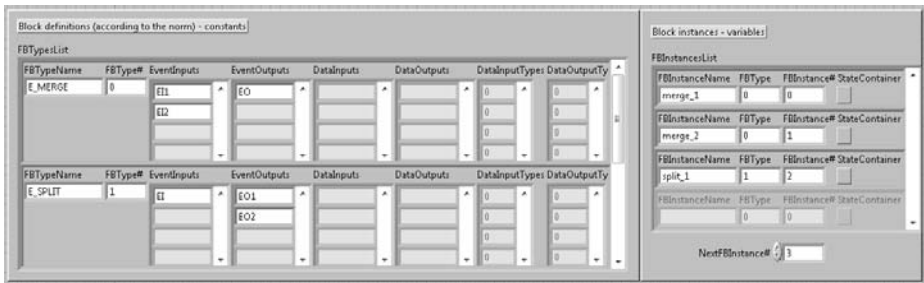 Block definitions (according to the norm) - constants
FBTypesList
FBTypeName FBType# EventInputs EventOutputs DataInputs DataOutputs DataInputTypes DataOutputTy
E_MERGE 0 EI1 EO 0 0
EI2 0 0
0 0
0 0
FBTypeName FBType# EventInputs EventOutputs DataInputs DataOutputs DataInputTypes DataOutputTy
E_SPLIT 1 EI EO1 0 0
EO2 0 0
0 0
0 0
Block instances - variables
FBInstancesList
FBInstanceName FBType FBInstance# StateContainer
merge_1 0 0
FBInstanceName FBType FBInstance# StateContainer
merge_2 0 1
FBInstanceName FBType FBInstance# StateContainer
split_1 1 2
FBInstanceName FBType FBInstance# StateContainer
0 0
NextFBInstance# 3